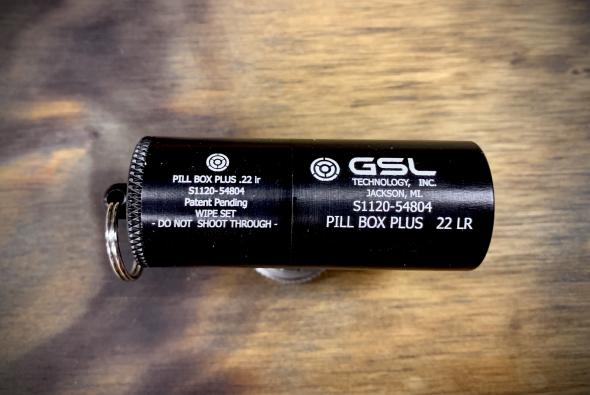 PILL BOX PLUS .22 lr
S1120-54804
Patent Pending
WIPE SET
- DO NOT SHOOT THROUGH -
GSL
TECHNOLOGY, INC.
JACKSON, MI.
S1120-54804
PILL BOX PLUS 22 LR